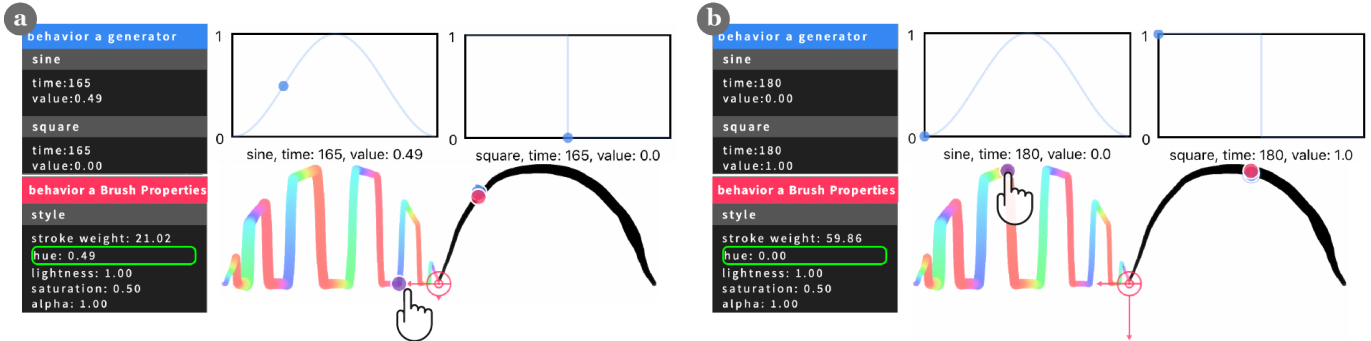 a
behavior a generator
sine
time:165
value:0.49
square
time:165
value:0.00
behavior a Brush Properties
style
stroke weight: 21.02
hue: 0.49
lightness: 1.00
saturation: 0.50
alpha: 1.00
1
0
sine, time: 165, value: 0.49
1
0
square, time: 165, value: 0.0
b
behavior a generator
sine
time:180
value:0.00
square
time:180
value:1.00
behavior a Brush Properties
style
stroke weight: 59.86
hue: 0.00
lightness: 1.00
saturation: 0.50
alpha: 1.00
1
0
sine, time: 180, value: 0.0
1
0
square, time: 180, value: 1.0